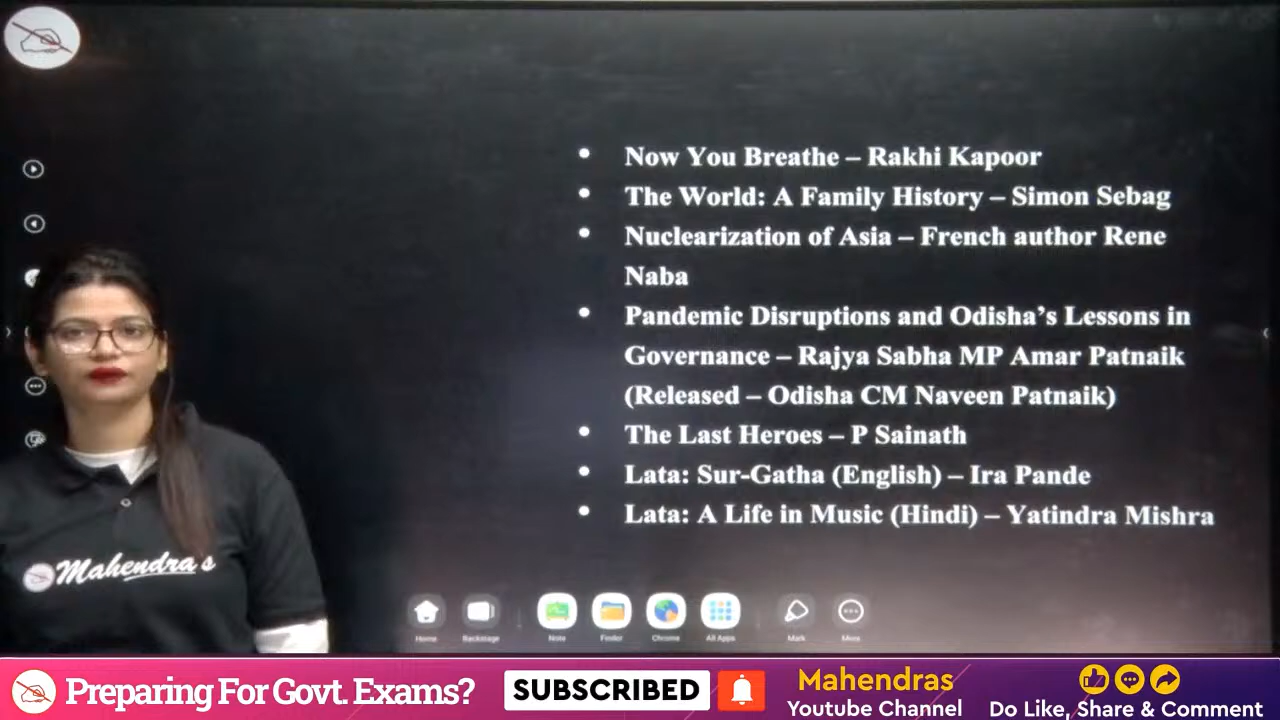 • Now You Breathe – Rakhi Kapoor
• The World: A Family History – Simon Sebag
• Nuclearization of Asia – French author Rene
Naba
• Pandemic Disruptions and Odisha’s Lessons in
Governance – Rajya Sabha MP Amar Patnaik
(Released – Odisha CM Naveen Patnaik)
• The Last Heroes – P Sainath
• Lata: Sur-Gatha (English) – Ira Pande
• Lata: A Life in Music (Hindi) – Yatindra Mishra
Mahendra's
Home Backstage Note Finder Chrome All Apps Mark More
Preparing For Govt. Exams?
SUBSCRIBED
Mahendras
Youtube Channel
Do Like, Share & Comment